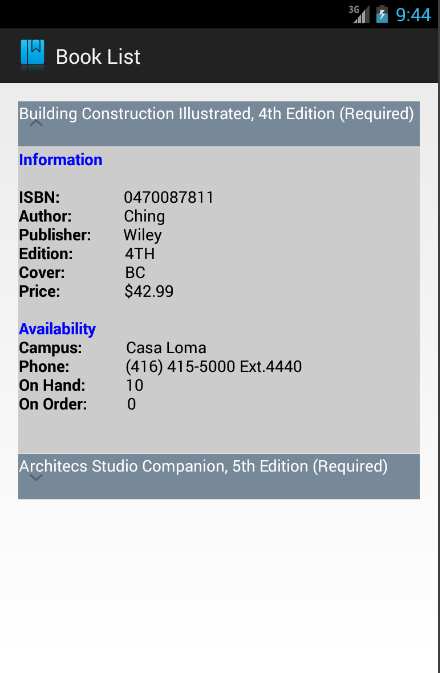 3G 9:44
Book List
Building Construction Illustrated, 4th Edition (Required)
Information
ISBN: 0470087811
Author: Ching
Publisher: Wiley
Edition: 4TH
Cover: BC
Price: $42.99
Availability
Campus: Casa Loma
Phone: (416) 415-5000 Ext.4440
On Hand: 10
On Order: 0
Architecs Studio Companion, 5th Edition (Required)